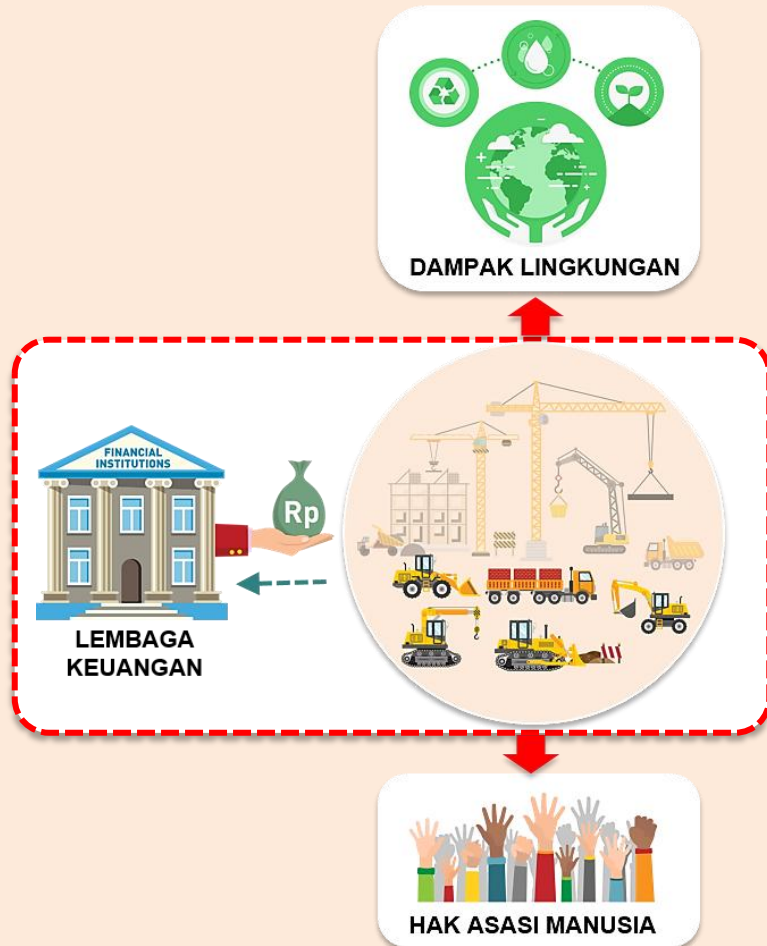 DAMPAK LINGKUNGAN
FINANCIAL
INSTITUTIONS
Rp
LEMBAGA
KEUANGAN
HAK ASASI MANUSIA